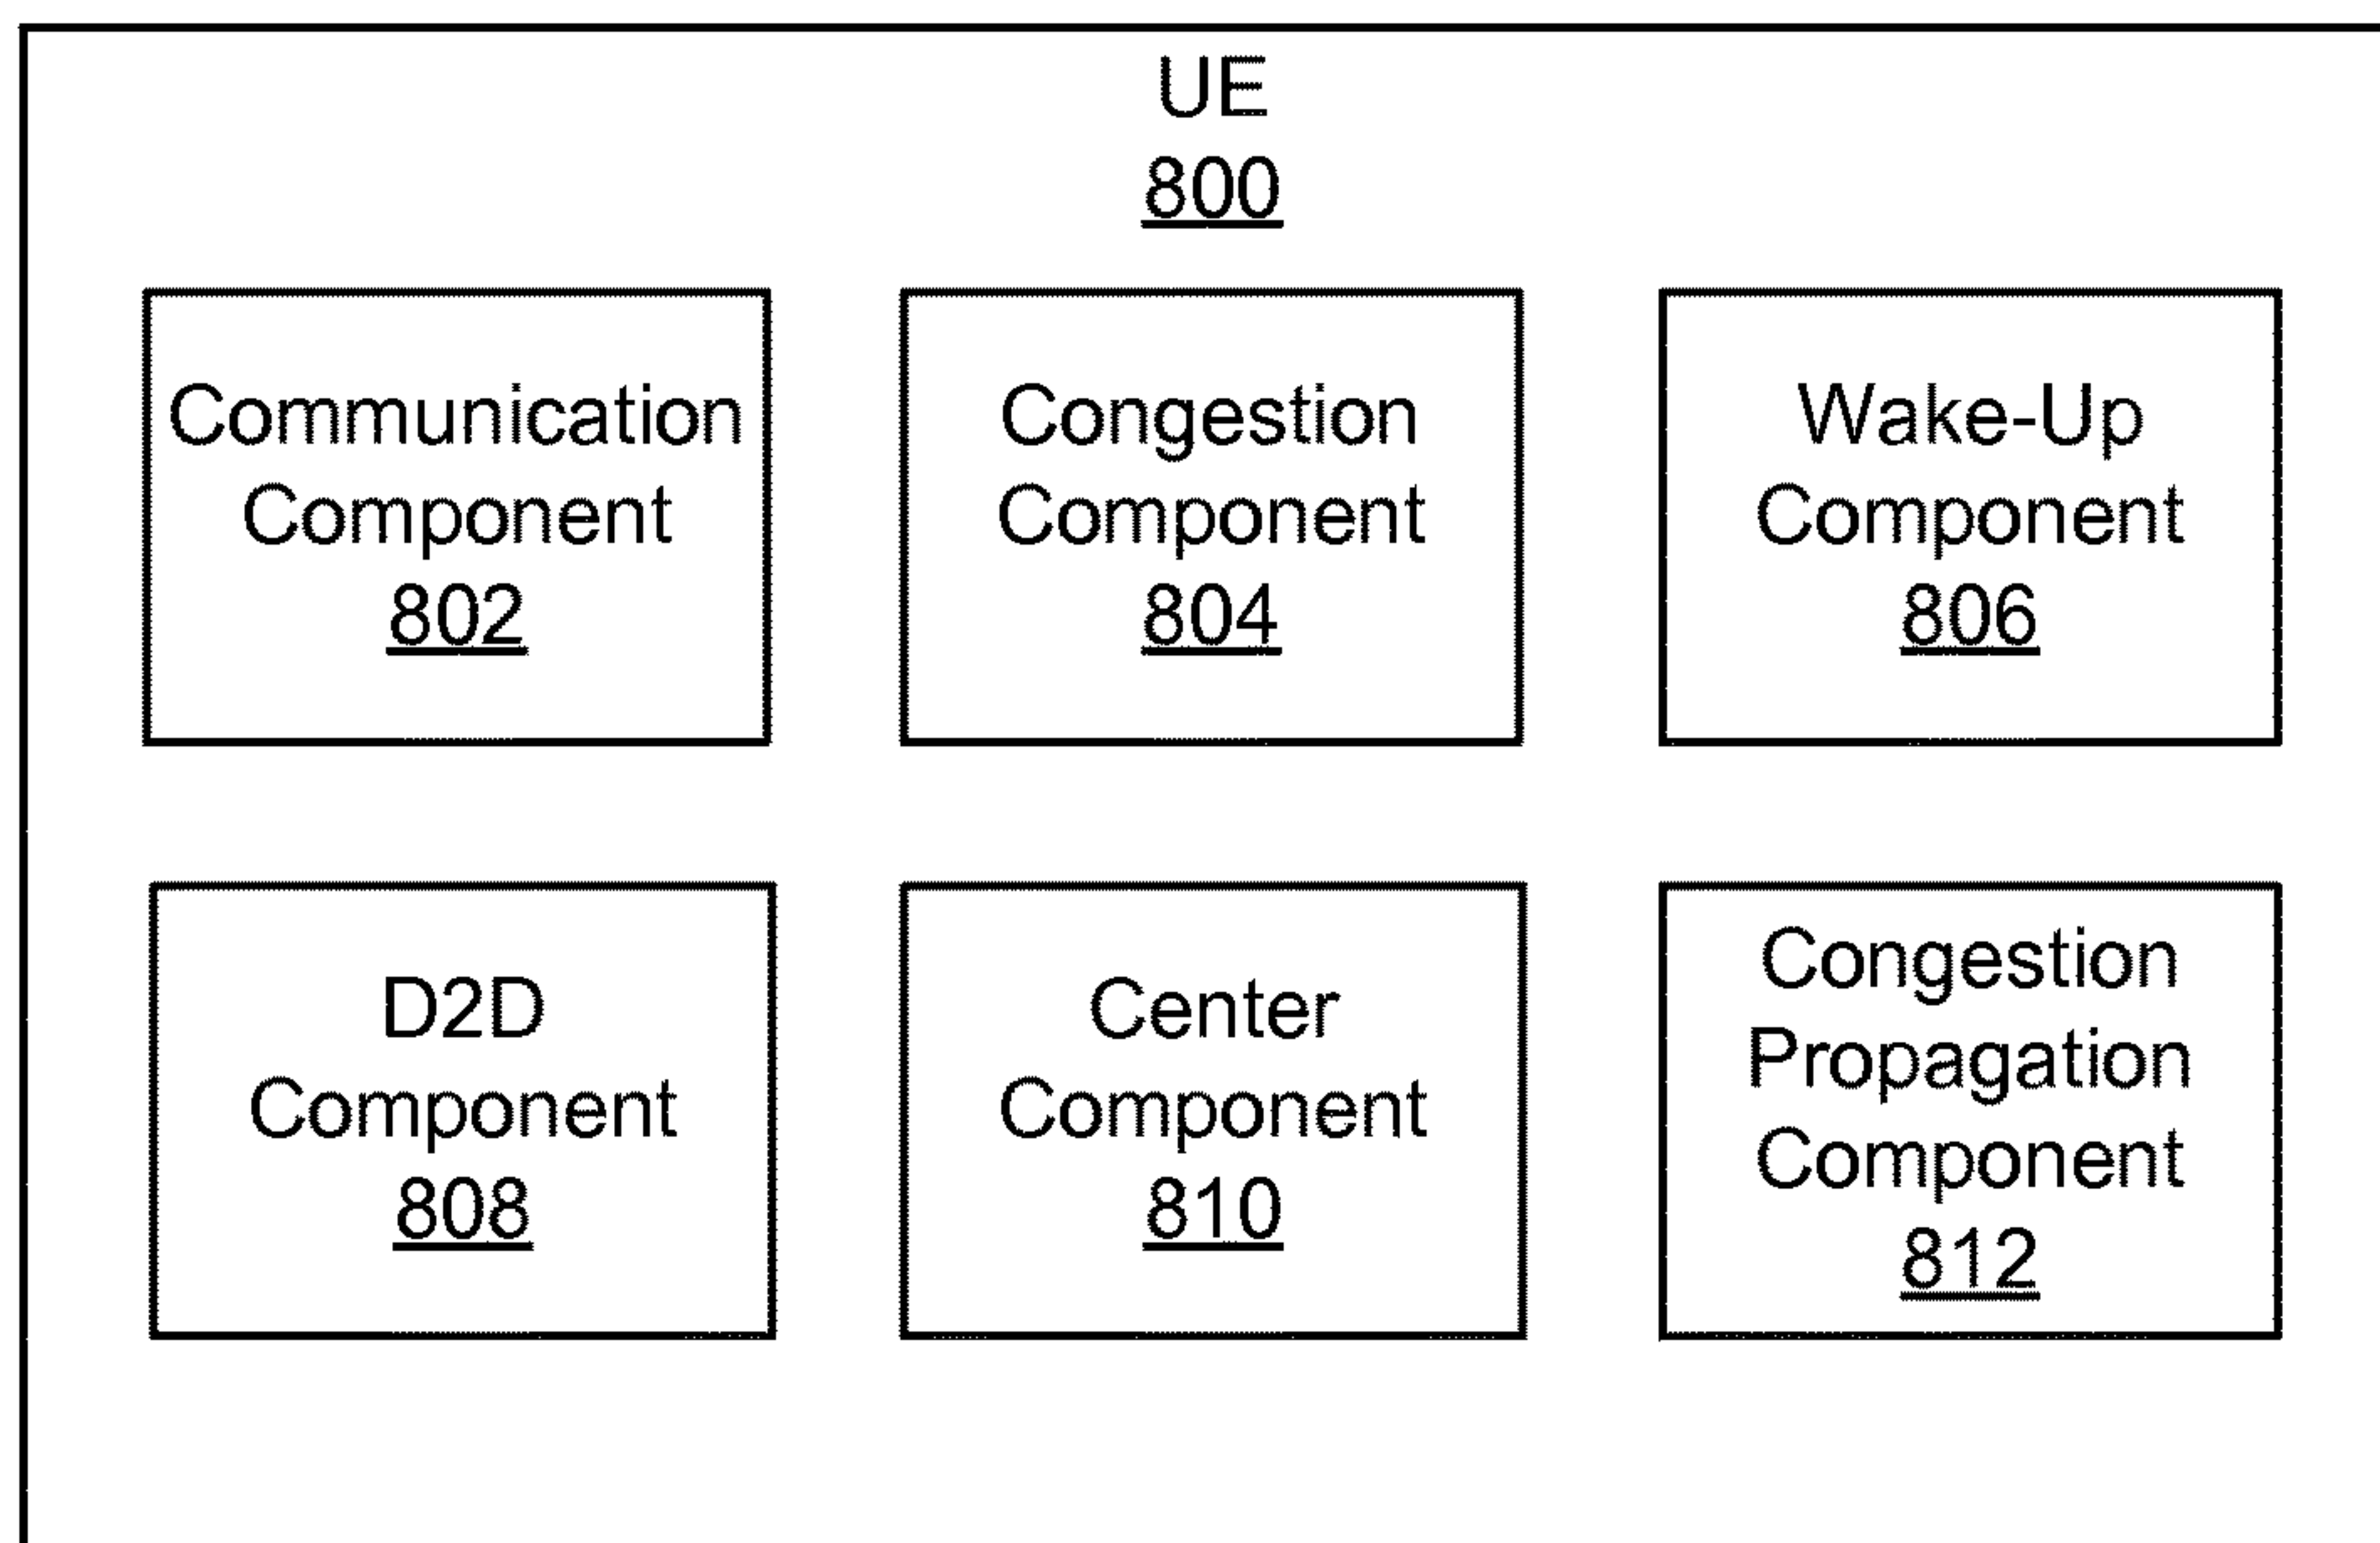 UE
800
Communication
Component
802
Congestion
Component
804
Wake-Up
Component
806
D2D
Component
808
Center
Component
810
Congestion
Propagation
Component
812